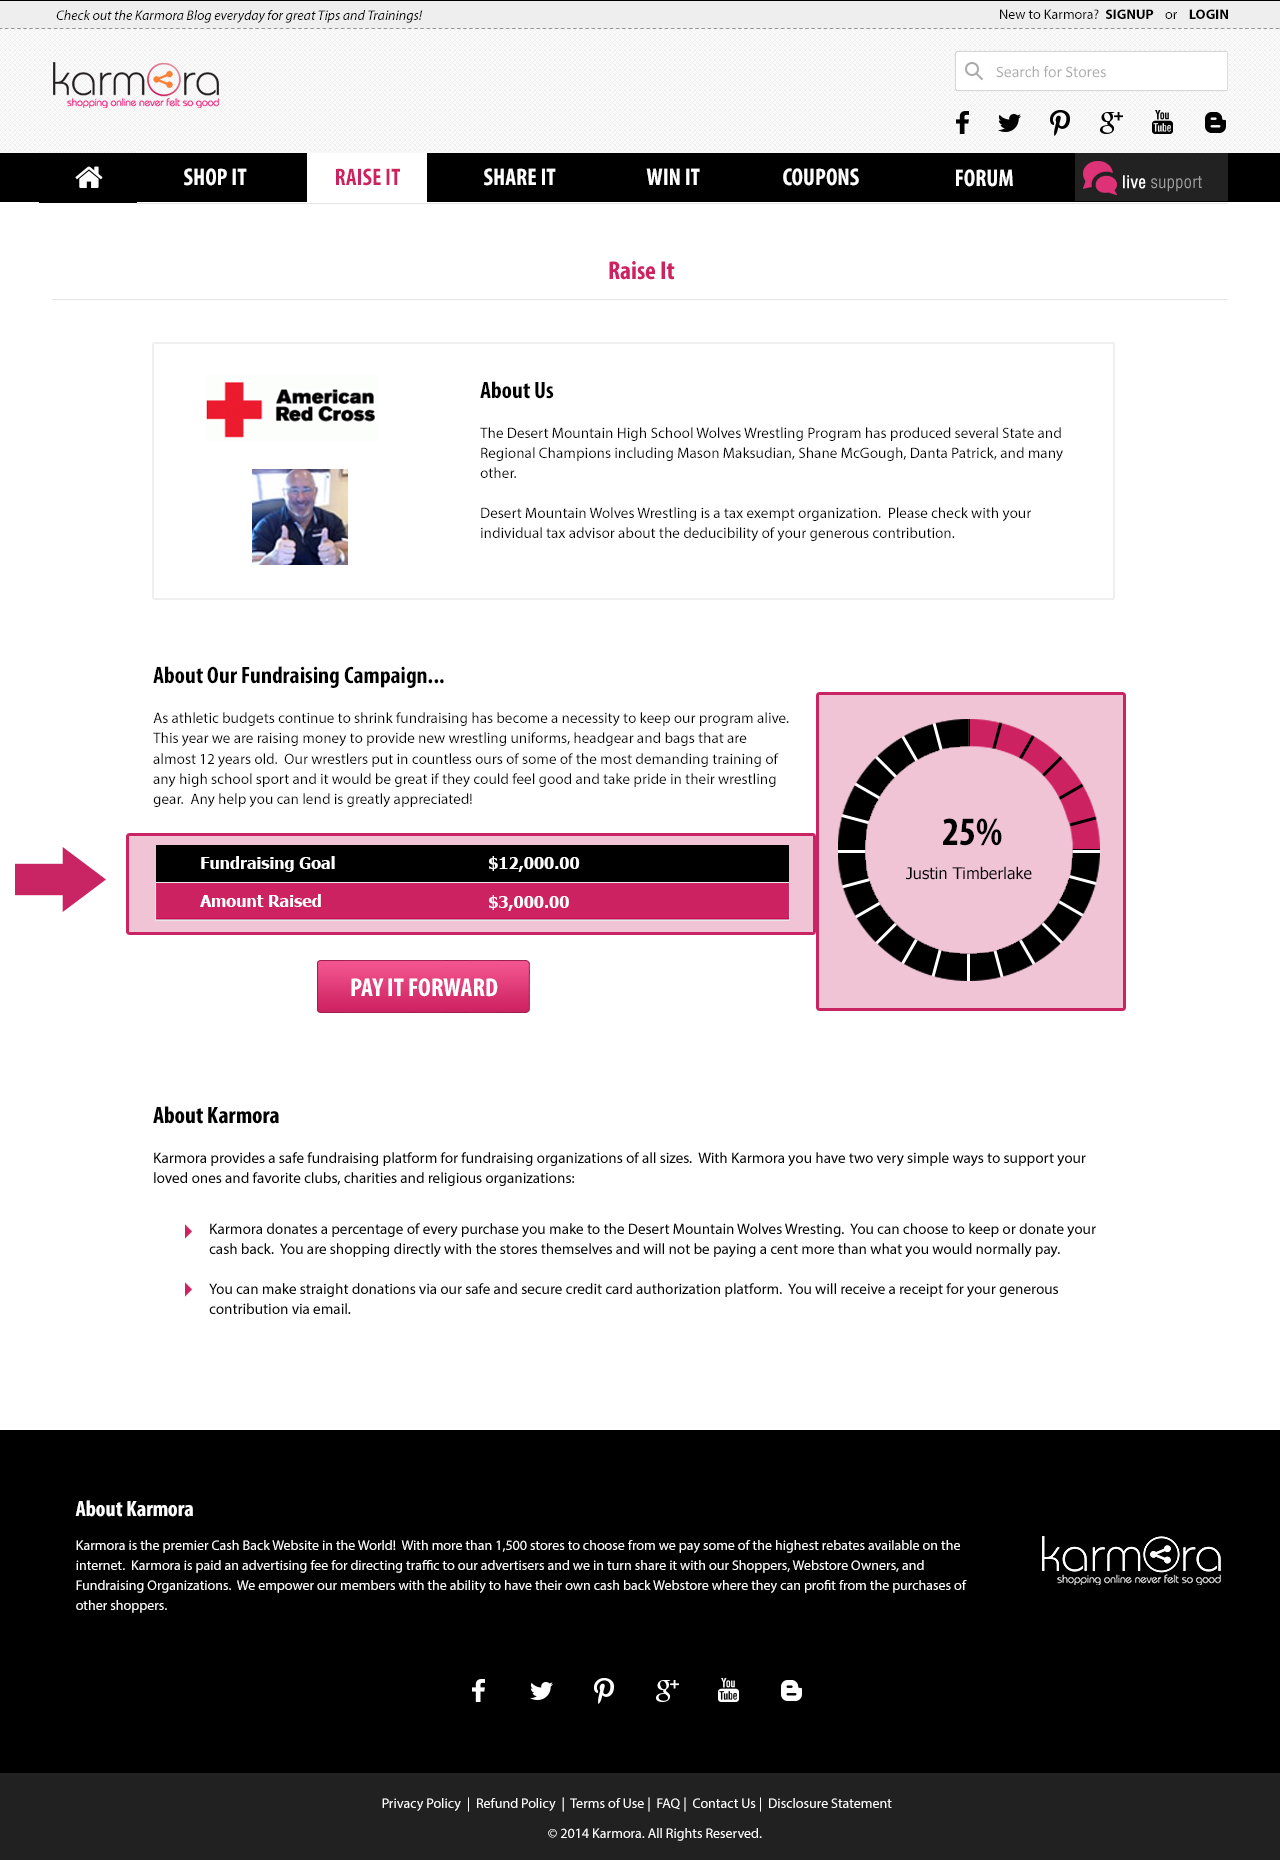 Check out the Karmora Blog everyday for great Tips and Trainings!
New to Karmora? SIGNUP or LOGIN
karmora
shopping online never felt so good
Search for Stores
You
Tube
SHOP IT
RAISE IT
SHARE IT
WIN IT
COUPONS
FORUM
live support
Raise It
American
Red Cross
About Us
The Desert Mountain High School Wolves Wrestling Program has produced several State and
Regional Champions including Mason Maksudian, Shane McGough, Danta Patrick, and many
other.
Desert Mountain Wolves Wrestling is a tax exempt organization. Please check with your
individual tax advisor about the deducibility of your generous contribution.
About Our Fundraising Campaign...
As athletic budgets continue to shrink fundraising has become a necessity to keep our program alive.
This year we are raising money to provide new wrestling uniforms, headgear and bags that are
almost 12 years old. Our wrestlers put in countless ours of some of the most demanding training of
any high school sport and it would be great if they could feel good and take pride in their wrestling
gear. Any help you can lend is greatly appreciated!
Fundraising Goal $12,000.00
Amount Raised $3,000.00
25%
Justin Timberlake
PAY IT FORWARD
About Karmora
Karmora provides a safe fundraising platform for fundraising organizations of all sizes. With Karmora you have two very simple ways to support your
loved ones and favorite clubs, charities and religious organizations:
Karmora donates a percentage of every purchase you make to the Desert Mountain Wolves Wresting. You can choose to keep or donate your
cash back. You are shopping directly with the stores themselves and will not be paying a cent more than what you would normally pay.
You can make straight donations via our safe and secure credit card authorization platform. You will receive a receipt for your generous
contribution via email.
About Karmora
Karmora is the premier Cash Back Website in the World! With more than 1,500 stores to choose from we pay some of the highest rebates available on the
internet. Karmora is paid an advertising fee for directing traffic to our advertisers and we in turn share it with our Shoppers, Webstore Owners, and
Fundraising Organizations. We empower our members with the ability to have their own cash back Webstore where they can profit from the purchases of
other shoppers.
karmora
shopping online never felt so good
You
Tube
Privacy Policy | Refund Policy | Terms of Use | FAQ | Contact Us | Disclosure Statement
© 2014 Karmora. All Rights Reserved.